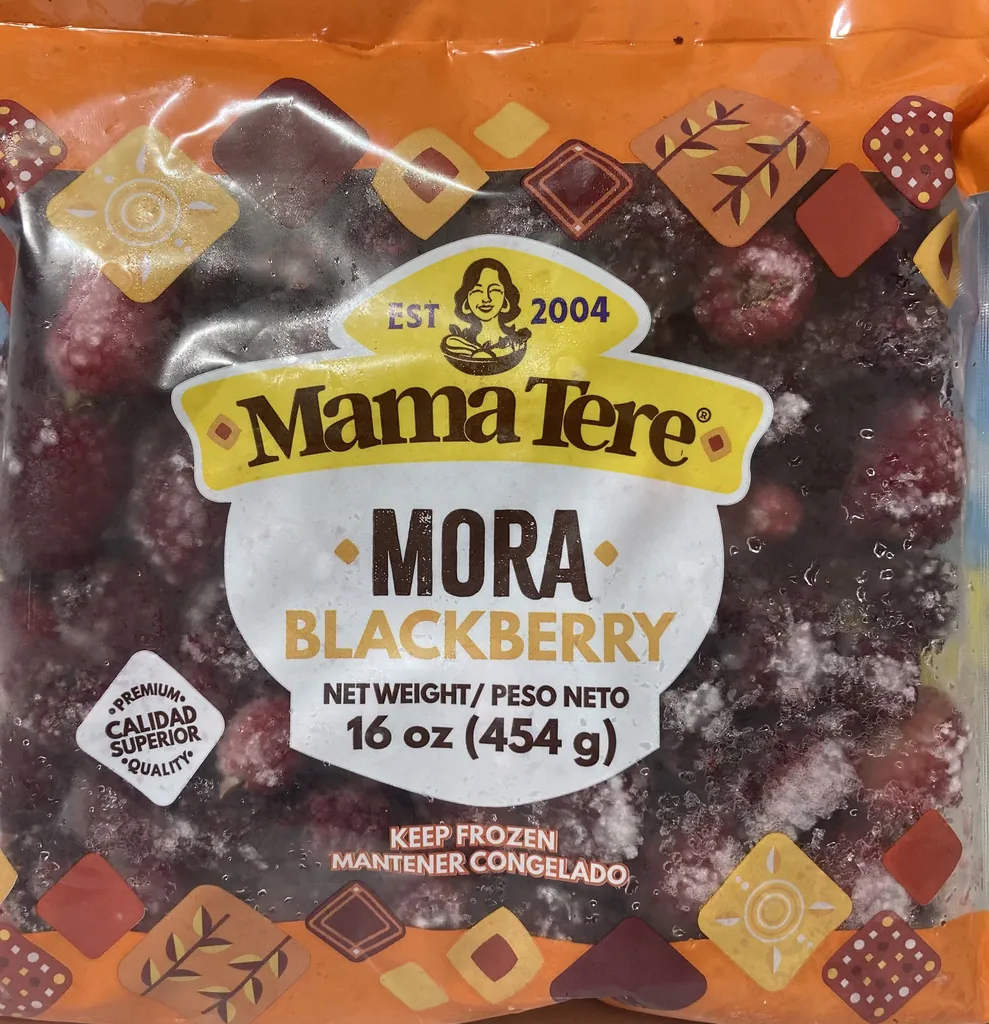 EST 2004
Mama Tere®
MORA
BLACKBERRY
NET WEIGHT/ PESO NETO
16 oz (454 g)
•PREMIUM•
CALIDAD
SUPERIOR
•QUALITY•
KEEP FROZEN
MANTENER CONGELADO